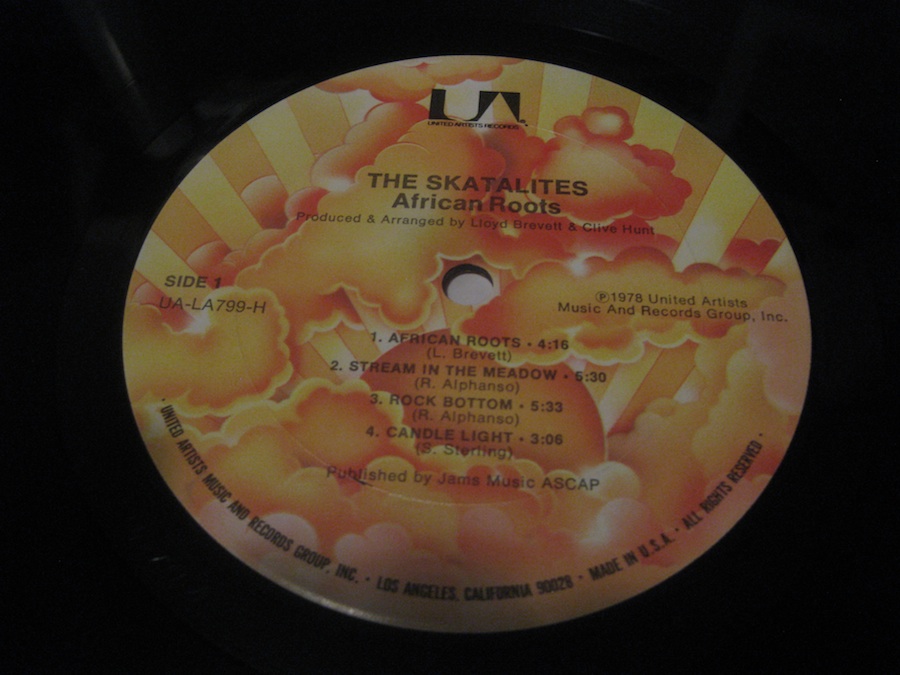 UA
UNITED ARTISTS RECORDS
THE SKATALITES
African Roots
Produced & Arranged by Lloyd Brevett & Clive Hunt
SIDE 1
UA-LA799-H
℗1978 United Artists
Music And Records Group, Inc.
1. AFRICAN ROOTS • 4:16
(L. Brevett)
2. STREAM IN THE MEADOW • 5:30
(R. Alphanso)
3. ROCK BOTTOM • 5:33
(R. Alphanso)
4. CANDLE LIGHT • 3:06
(S. Sterling)
Published by Jams Music ASCAP
• UNITED ARTISTS MUSIC AND RECORDS GROUP, INC. • LOS ANGELES, CALIFORNIA 90028 • MADE IN U.S.A. • ALL RIGHTS RESERVED •